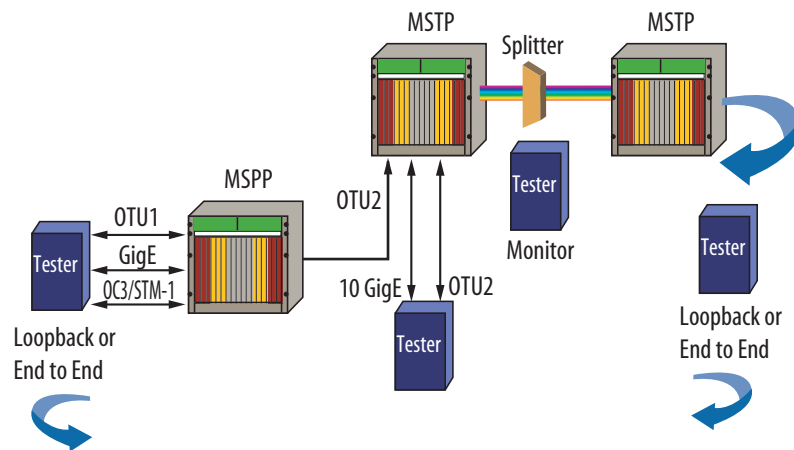 MSTP
Splitter
MSTP
MSPP
OTU1
GigE
OC3/STM-1
Tester
Loopback or
End to End
OTU2
10 GigE
OTU2
Tester
Tester
Monitor
Tester
Loopback or
End to End